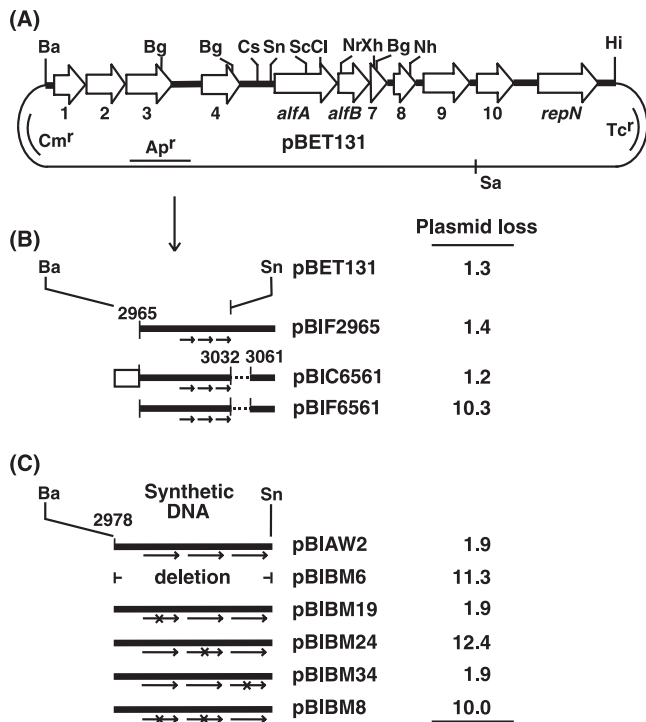 (A)
Ba Bg Bg Cs Sn ScCl NrXh Bg Nh Hi
1 2 3 4 alfA alfB 7 8 9 10 repN
Cmr Apr pBET131 Tcr
Sa
(B)
Plasmid loss
Ba Sn pBET131 1.3
2965 pBIF2965 1.4
3032 3061
pBIC6561 1.2
pBIF6561 10.3
(C)
Ba Synthetic Sn
DNA
2978
pBIAW2 1.9
deletion pBIBM6 11.3
pBIBM19 1.9
pBIBM24 12.4
pBIBM34 1.9
pBIBM8 10.0